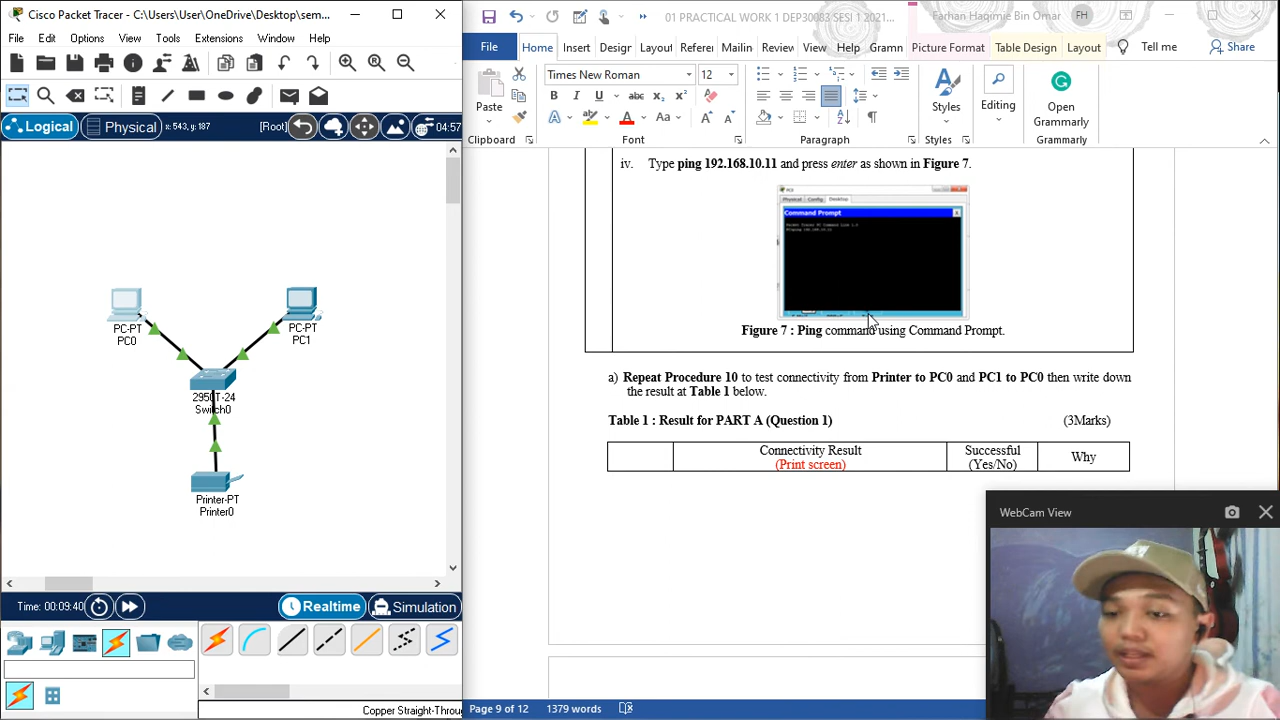 Cisco Packet Tracer - C:\Users\User\OneDrive\Desktop\sem...
File Edit Options View Tools Extensions Window Help
Logical Physical x: 543, y: 187 [Root] 04:57
PC-PT
PC0
PC-PT
PC1
2950T-24
Switch0
Printer-PT
Printer0
Time: 00:09:40 Realtime Simulation
Copper Straight-Throu
01 PRACTICAL WORK 1 DEP30083 SESI 1 2021... Farhan Haqimie Bin Omar FH
File Home Insert Design Layout Referen Mailin Review View Help Gramn Picture Format Table Design Layout Tell me Share
Times New Roman 12
Paste
Styles Editing Open Grammarly
Clipboard Font Paragraph Styles Grammarly
iv. Type ping 192.168.10.11 and press enter as shown in Figure 7.
Physical Config Desktop
Command Prompt
Figure 7 : Ping command using Command Prompt.
a) Repeat Procedure 10 to test connectivity from Printer to PC0 and PC1 to PC0 then write down
the result at Table 1 below.
Table 1 : Result for PART A (Question 1) (3Marks)
Connectivity Result
(Print screen)
Successful
(Yes/No)
Why
WebCam View
Page 9 of 12 1379 words